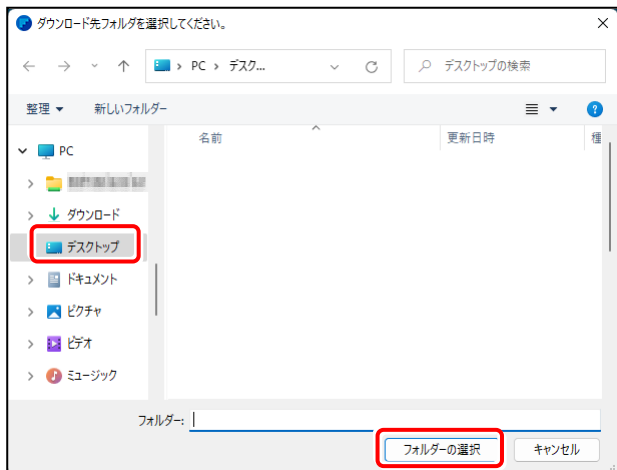 ダウンロード先フォルダを選択してください。
PC › デスク...
デスクトップの検索
整理
新しいフォルダー
名前
更新日時
種
PC
ダウンロード
デスクトップ
ドキュメント
ピクチャ
ビデオ
ミュージック
フォルダー:
フォルダーの選択
キャンセル